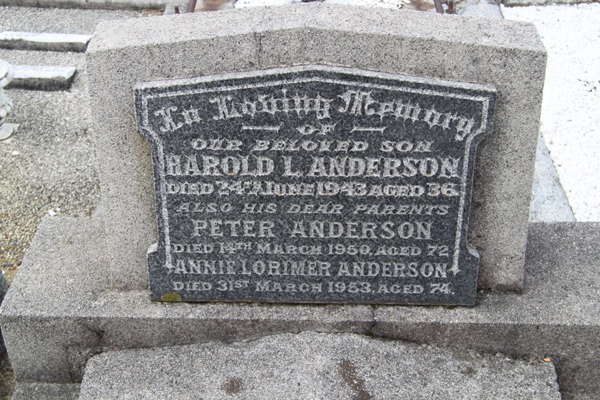 In Loving Memory
OF
OUR BELOVED SON
HAROLD L. ANDERSON
DIED 24TH JUNE 1943 AGED 36.
ALSO HIS DEAR PARENTS
PETER ANDERSON
DIED 14TH MARCH 1950, AGED 72
ANNIE LORIMER ANDERSON
DIED 31ST MARCH 1953, AGED 74.